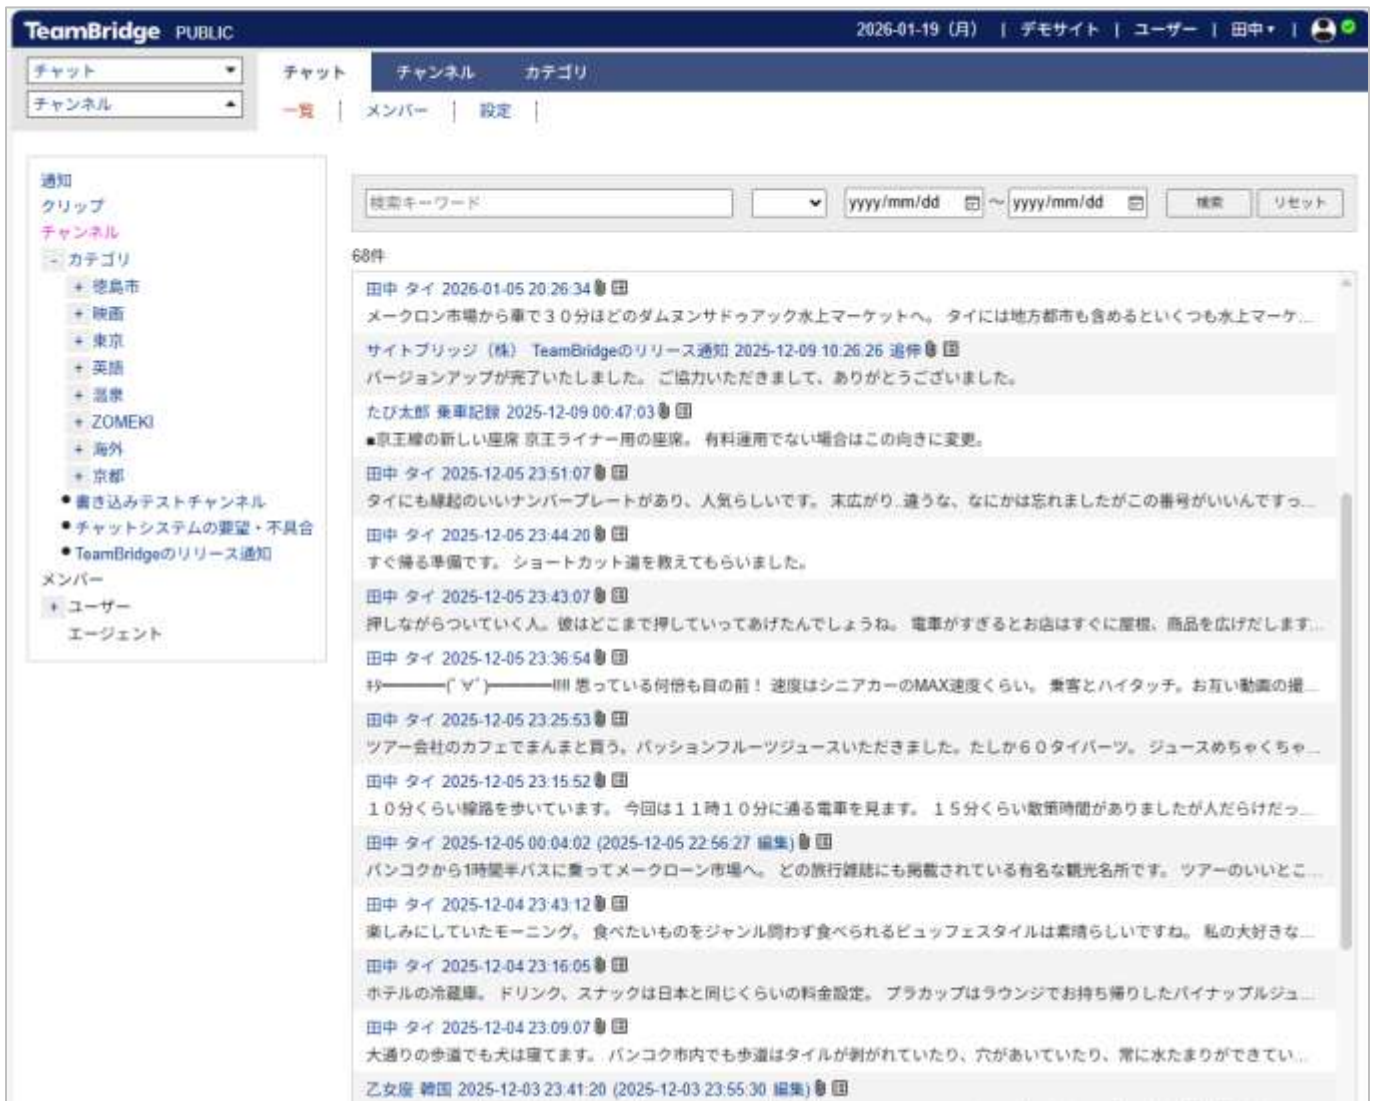 TeamBridge PUBLIC
2026-01-19（月） | デモサイト | ユーザー | 田中 |
チャット
チャンネル
チャット チャンネル カテゴリ
一覧 メンバー 設定
通知
クリップ
チャンネル
- カテゴリ
+ 徳島市
+ 映画
+ 東京
+ 英語
+ 温泉
+ ZOMEKI
+ 海外
+ 京都
● 書き込みテストチャンネル
● チャットシステムの要望・不具合
● TeamBridgeのリリース通知
メンバー
+ ユーザー
エージェント
検索キーワード yyyy/mm/dd ～ yyyy/mm/dd 検索 リセット
68件
田中 タイ 2026-01-05 20:26:34
メークロン市場から車で３０分ほどのダムヌンサドゥアック水上マーケットへ。 タイには地方都市も含めるといくつも水上マーケ...
サイトブリッジ（株） TeamBridgeのリリース通知 2025-12-09 10:26:26 追伸
バージョンアップが完了いたしました。 ご協力いただきまして、ありがとうございました。
たび太郎 乗車記録 2025-12-09 00:47:03
■京王線の新しい座席 京王ライナー用の座席。 有料運用でない場合はこの向きに変更。
田中 タイ 2025-12-05 23:51:07
タイにも縁起のいいナンバープレートがあり、人気らしいです。 末広がり..違うな、なにかは忘れましたがこの番号がいいんですっ...
田中 タイ 2025-12-05 23:44:20
すぐ帰る準備です。 ショートカット道を教えてもらいました。
田中 タイ 2025-12-05 23:43:07
押しながらついていく人。彼はどこまで押していってあげたんでしょうね。 電車がすぎるとお店はすぐに屋根、商品を広げだします...
田中 タイ 2025-12-05 23:36:54
ｷﾀ━━━━(ﾟ∀ﾟ)━━━━!!!! 思っている何倍も目の前！ 速度はシニアカーのMAX速度くらい。 乗客とハイタッチ。お互い動画の撮...
田中 タイ 2025-12-05 23:25:53
ツアー会社のカフェでまんまと買う。パッションフルーツジュースいただきました。たしか６０タイバーツ。 ジュースめちゃくちゃ...
田中 タイ 2025-12-05 23:15:52
１０分くらい線路を歩いています。 今回は１１時１０分に通る電車を見ます。 １５分くらい散策時間がありましたが人だらけだっ...
田中 タイ 2025-12-05 00:04:02 (2025-12-05 22:56:27 編集)
バンコクから1時間半バスに乗ってメークローン市場へ。 どの旅行雑誌にも掲載されている有名な観光名所です。 ツアーのいいとこ...
田中 タイ 2025-12-04 23:43:12
楽しみにしていたモーニング。 食べたいものをジャンル問わず食べられるビュッフェスタイルは素晴らしいですね。 私の大好きな...
田中 タイ 2025-12-04 23:16:05
ホテルの冷蔵庫。 ドリンク、スナックは日本と同じくらいの料金設定。 プラカップはラウンジでお持ち帰りしたパイナップルジュ...
田中 タイ 2025-12-04 23:09:07
大通りの歩道でも犬は寝てます。 バンコク市内でも歩道はタイルが剥がれていたり、穴があいていたり、常に水たまりができてい...
乙女座 韓国 2025-12-03 23:41:20 (2025-12-03 23:55:30 編集)